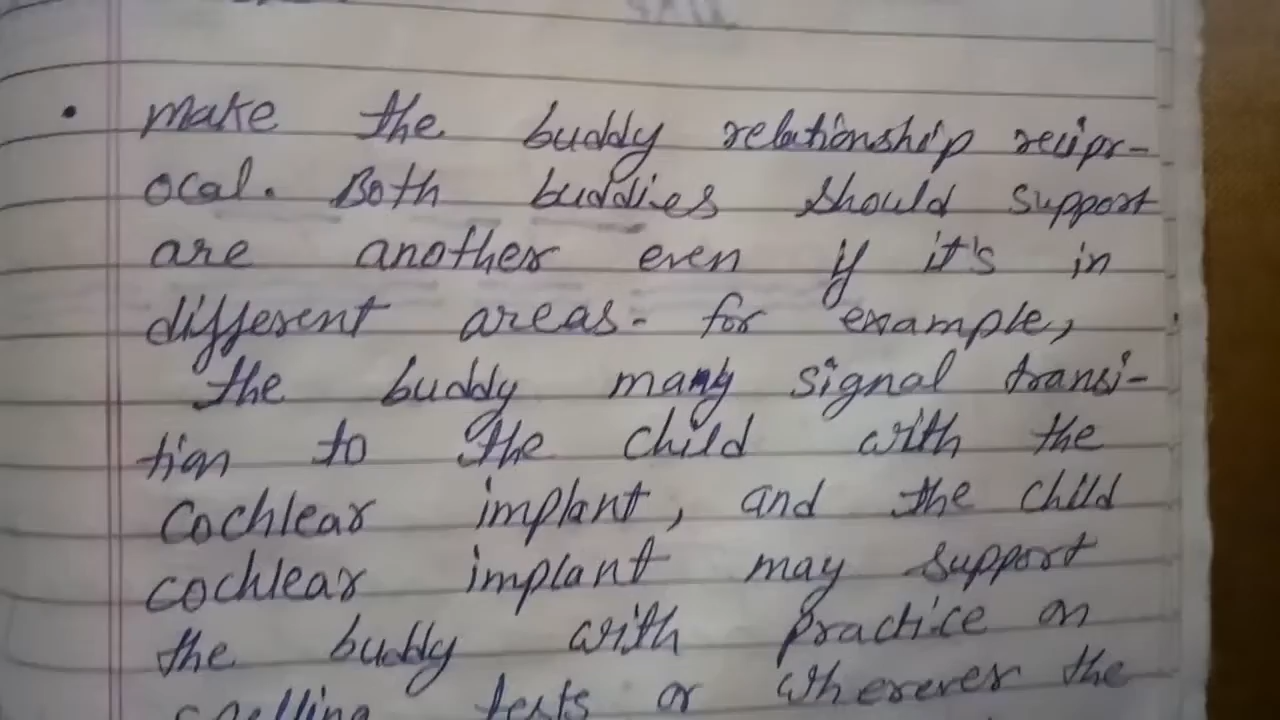 • Make the buddy relationship recipr-
ocal. Both buddies should support
are another even if it's in
different areas. for example,
the buddy many signal transi-
tion to the child with the
Cochlear implant, and the child
cochlear implant may support
the buddy with practice on
spelling tests or wherever the